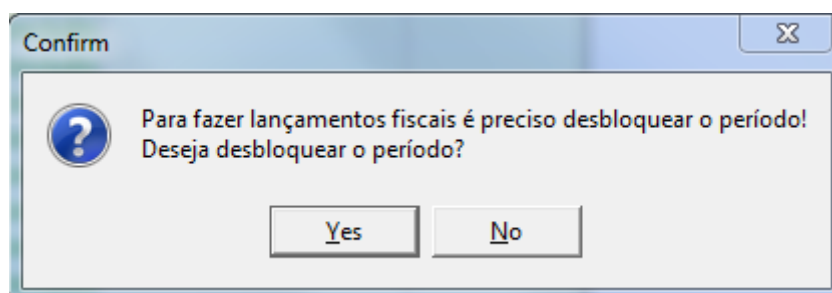 Confirm
Para fazer lançamentos fiscais é preciso desbloquear o período!
Deseja desbloquear o período?
Yes
No